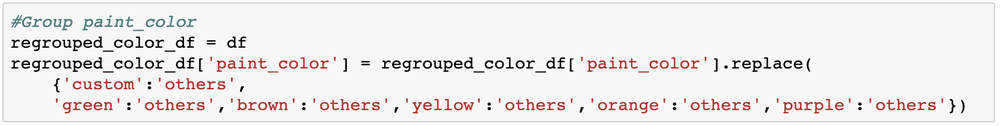 #Group paint_color
regrouped_color_df = df
regrouped_color_df['paint_color'] = regrouped_color_df['paint_color'].replace(
    {'custom':'others',
    'green':'others','brown':'others','yellow':'others','orange':'others','purple':'others'})